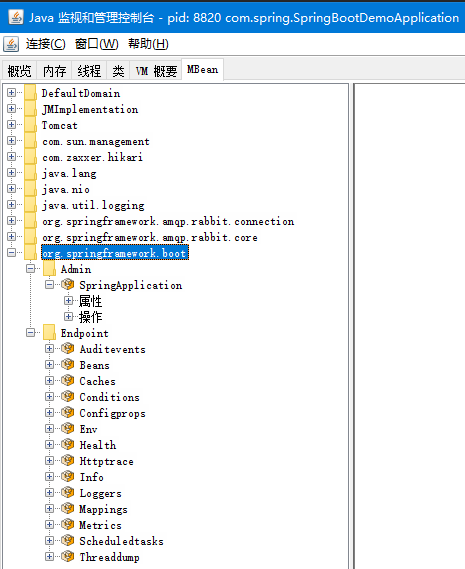 Java 监视和管理控制台 - pid: 8820 com.spring.SpringBootDemoApplication
连接(C) 窗口(W) 帮助(H)
概览 内存 线程 类 VM 概要 MBean
DefaultDomain
JMImplementation
Tomcat
com.sun.management
com.zaxxer.hikari
java.lang
java.nio
java.util.logging
org.springframework.amqp.rabbit.connection
org.springframework.amqp.rabbit.core
org.springframework.boot
Admin
SpringApplication
属性
操作
Endpoint
Auditevents
Beans
Caches
Conditions
Configprops
Env
Health
Httptrace
Info
Loggers
Mappings
Metrics
Scheduledtasks
Threaddump